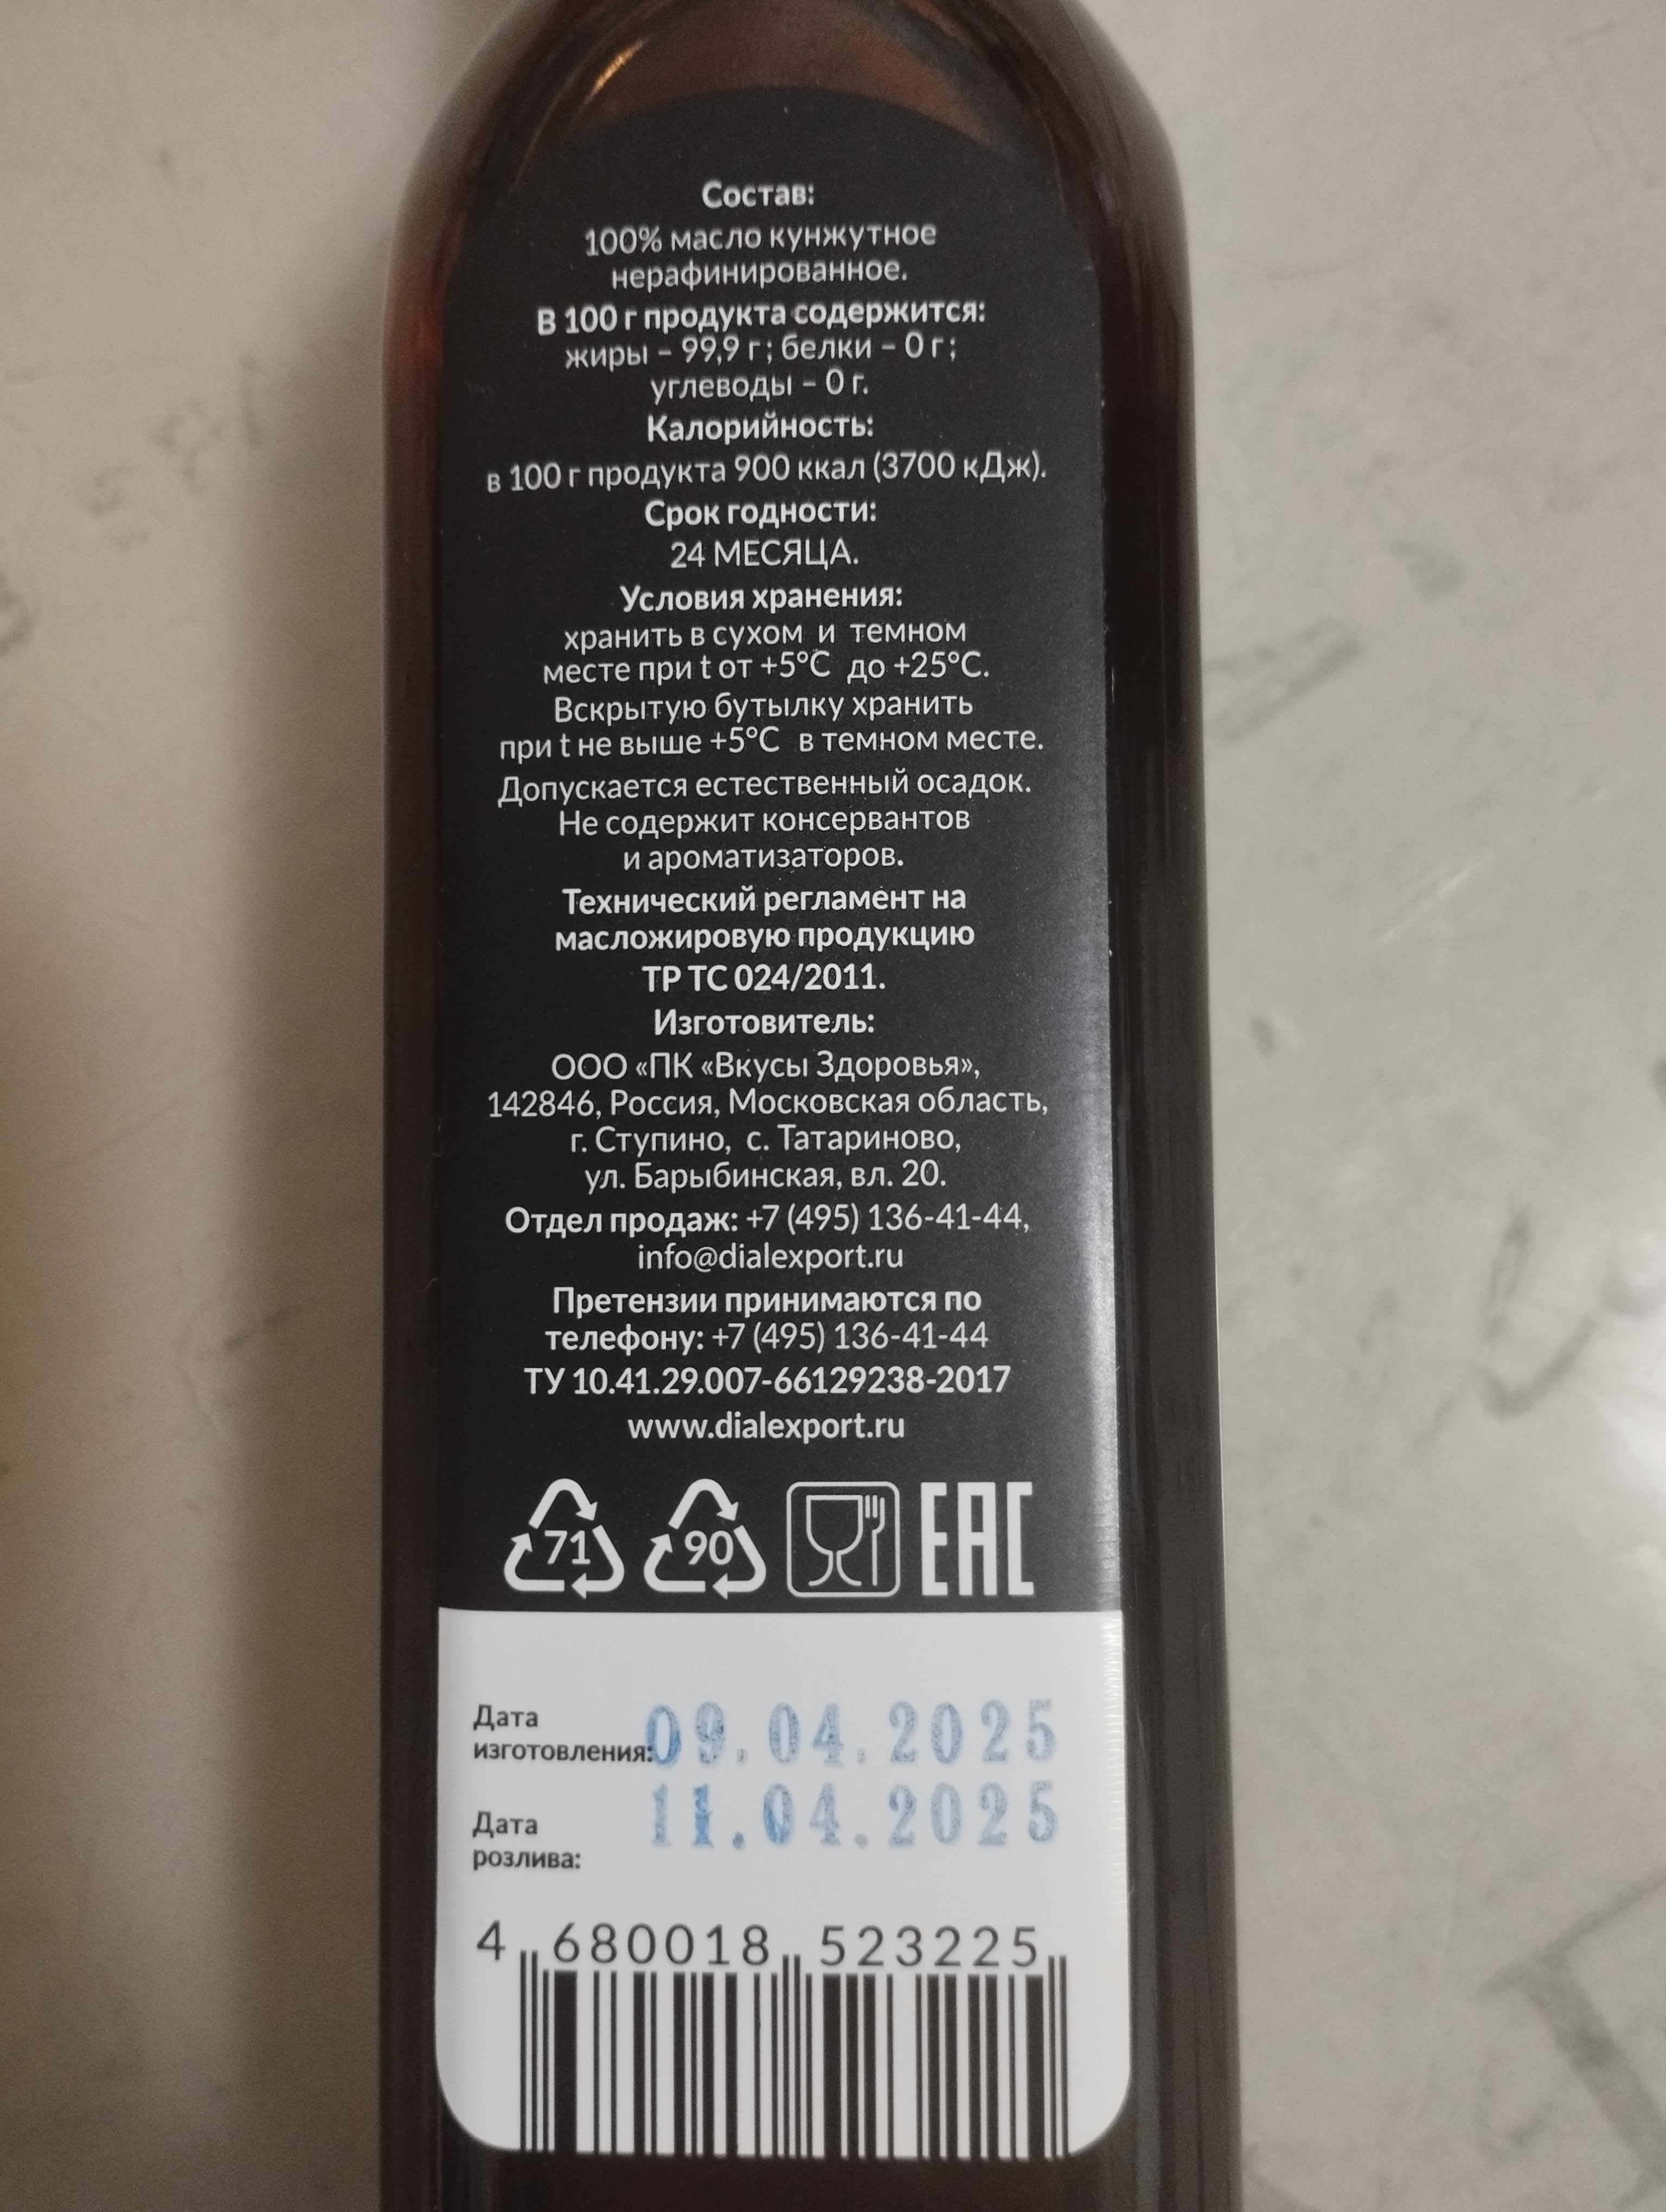 Состав:
100% масло кунжутное
нерафинированное.
В 100 г продукта содержится:
жиры – 99,9 г; белки – 0 г;
углеводы – 0 г.
Калорийность:
в 100 г продукта 900 ккал (3700 кДж).
Срок годности:
24 МЕСЯЦА.
Условия хранения:
хранить в сухом и темном
месте при t от +5°C до +25°C.
Вскрытую бутылку хранить
при t не выше +5°C в темном месте.
Допускается естественный осадок.
Не содержит консервантов
и ароматизаторов.
Технический регламент на
масложировую продукцию
ТР ТС 024/2011.
Изготовитель:
ООО «ПК «Вкусы Здоровья»,
142846, Россия, Московская область,
г. Ступино, с. Татариново,
ул. Барыбинская, вл. 20.
Отдел продаж: +7 (495) 136-41-44,
info@dialexport.ru
Претензии принимаются по
телефону: +7 (495) 136-41-44
ТУ 10.41.29.007-66129238-2017
www.dialexport.ru
71 90 EAC
Дата
изготовления: 09.04.2025
Дата
розлива: 11.04.2025
4 680018 523225